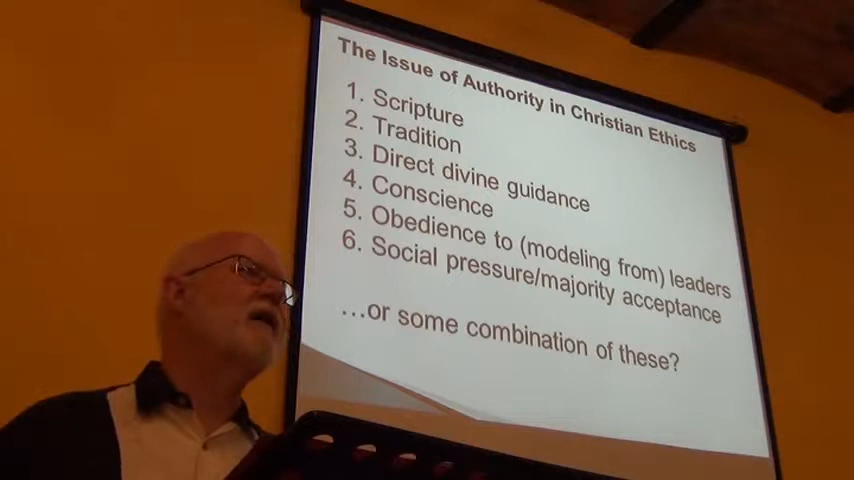 The Issue of Authority in Christian Ethics
1. Scripture
2. Tradition
3. Direct divine guidance
4. Conscience
5. Obedience to (modeling from) leaders
6. Social pressure/majority acceptance
…or some combination of these?